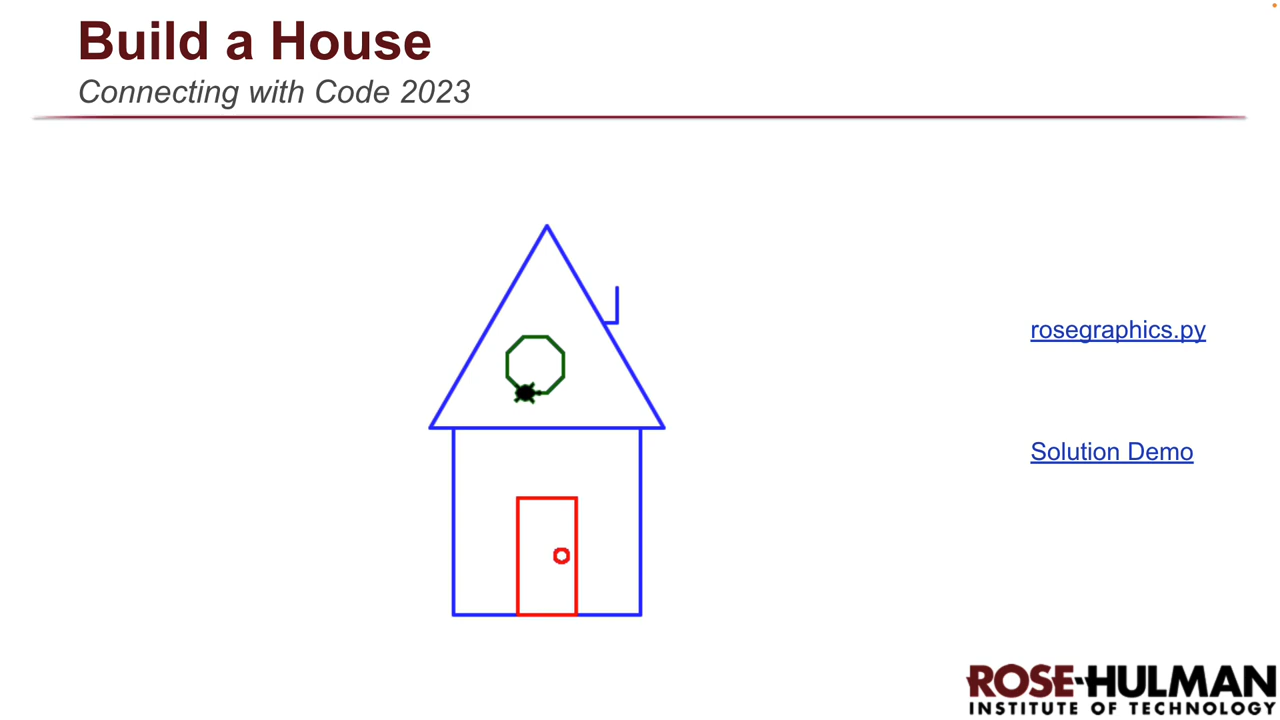 Build a House
Connecting with Code 2023
rosegraphics.py
Solution Demo
ROSE-HULMAN
INSTITUTE OF TECHNOLOGY